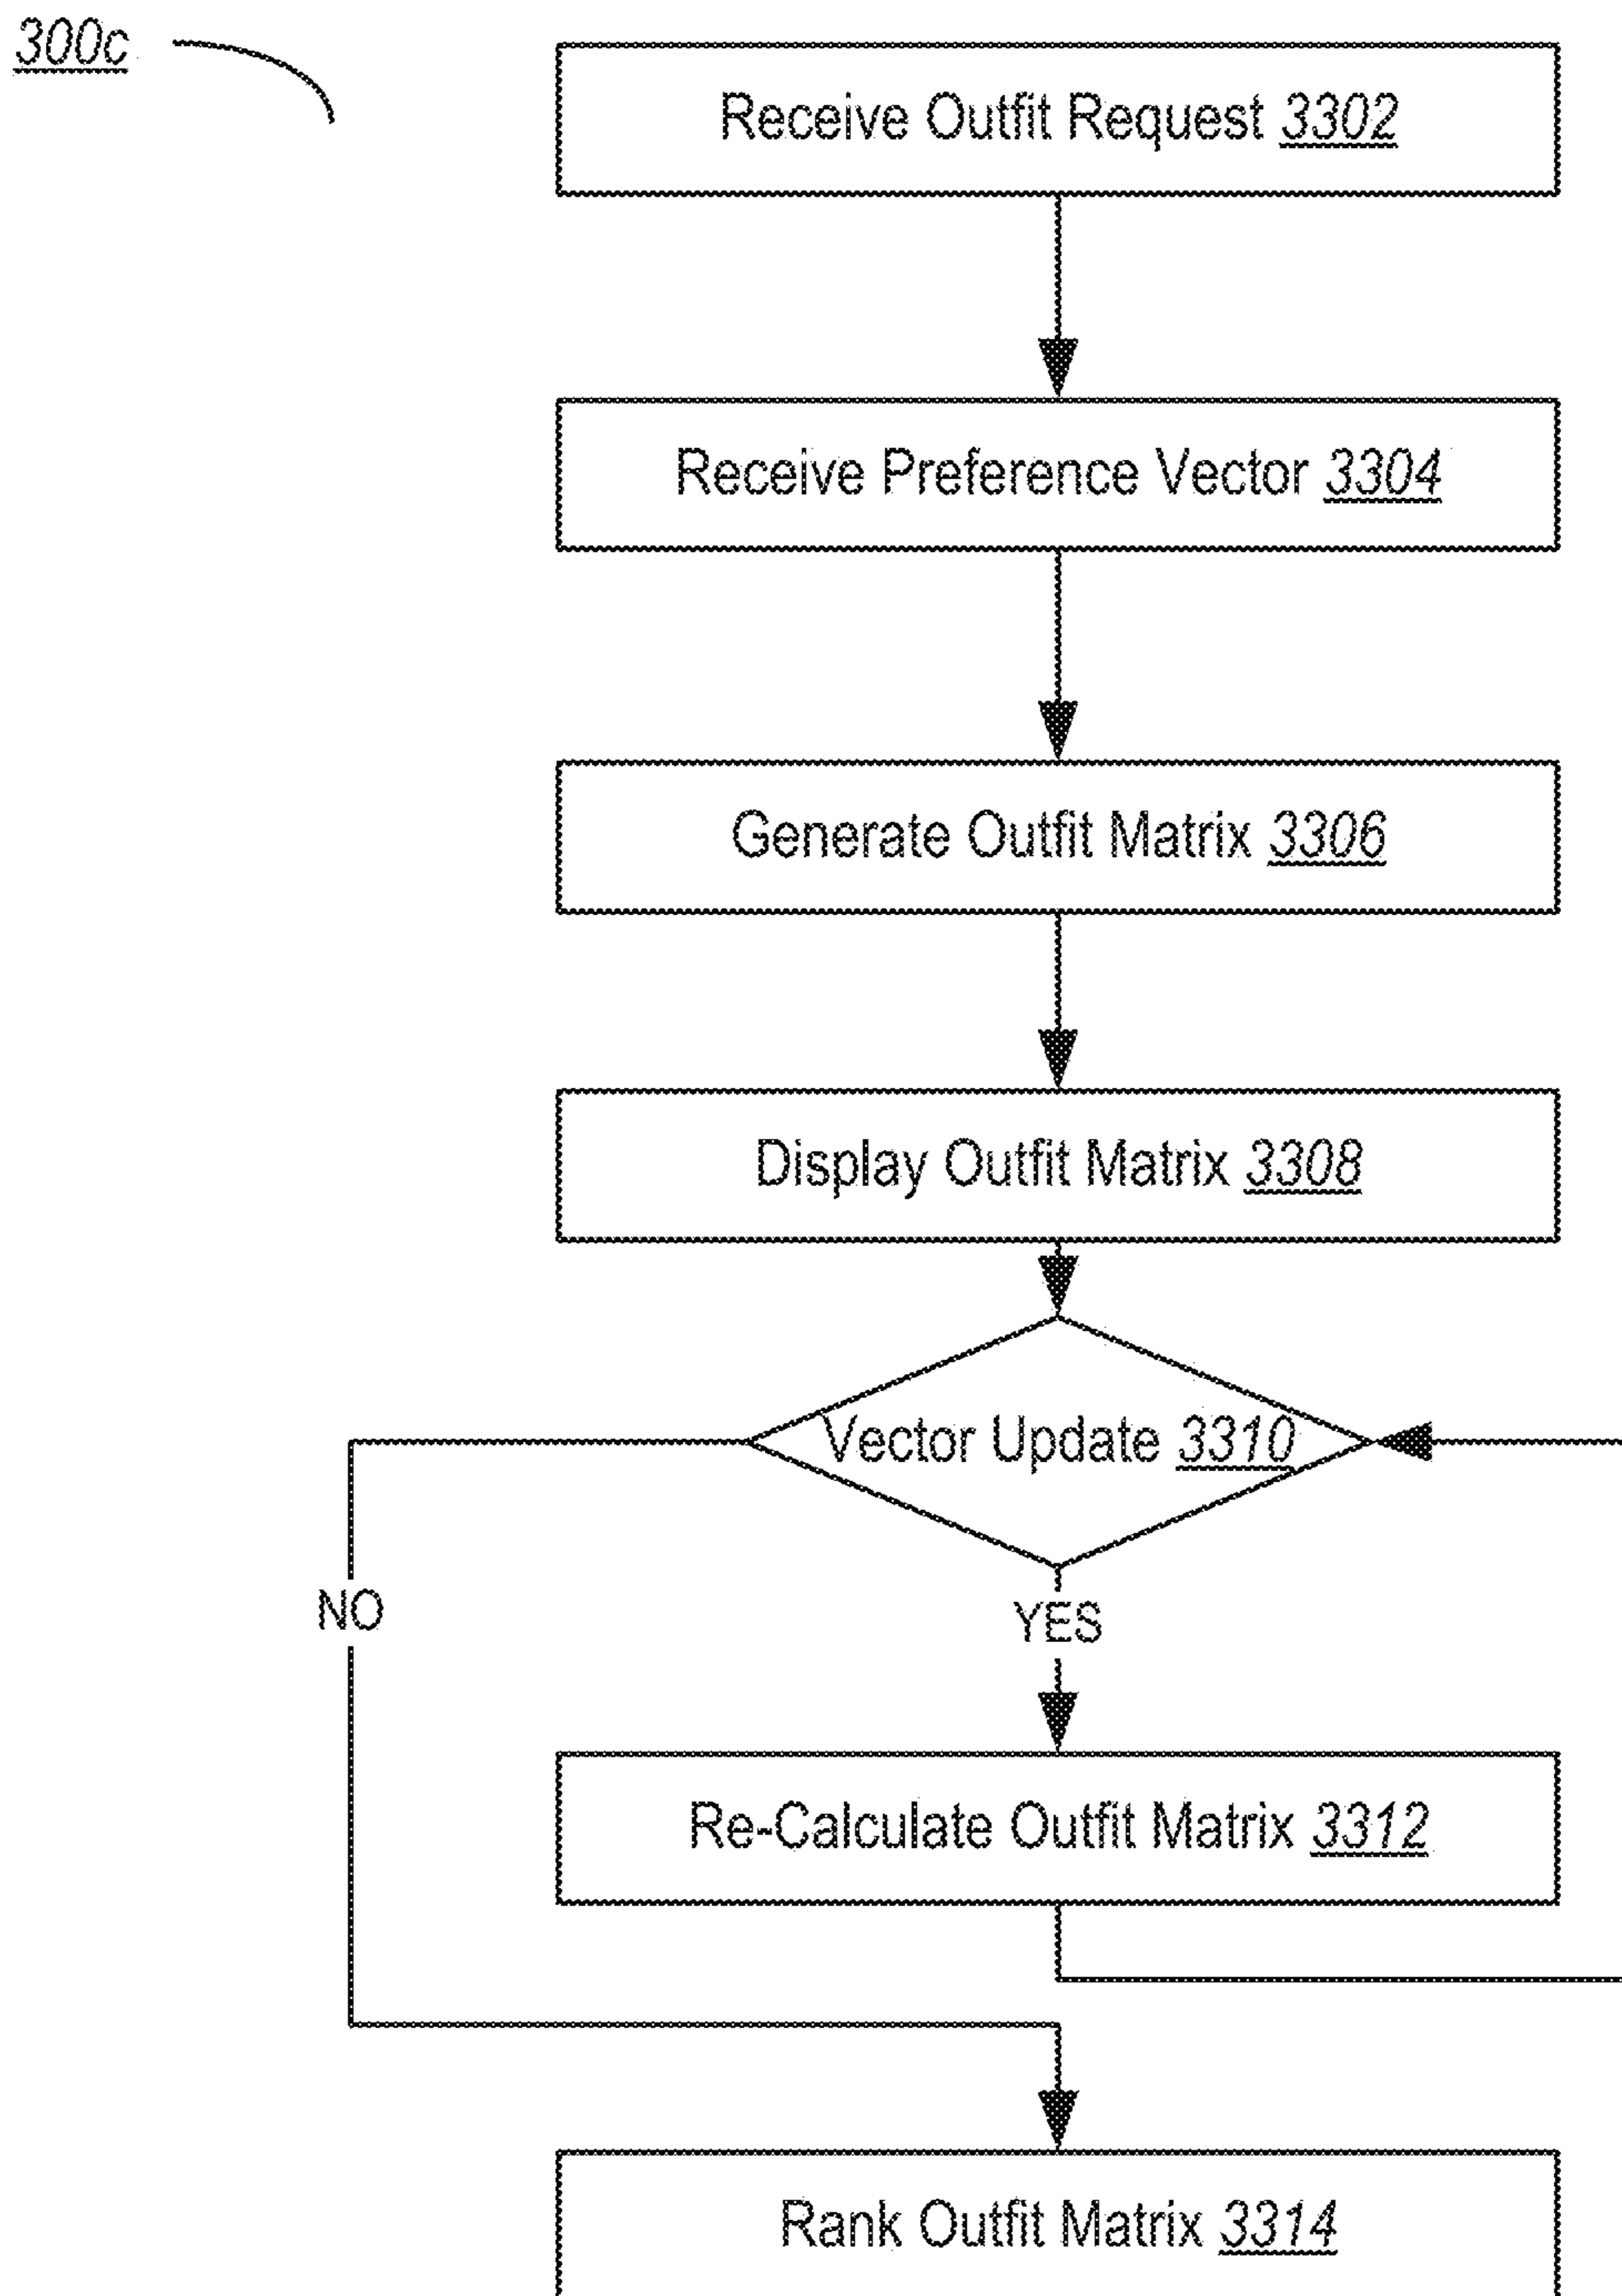 300c
Receive Outfit Request 3302
Receive Preference Vector 3304
Generate Outfit Matrix 3306
Display Outfit Matrix 3308
Vector Update 3310
NO
YES
Re-Calculate Outfit Matrix 3312
Rank Outfit Matrix 3314